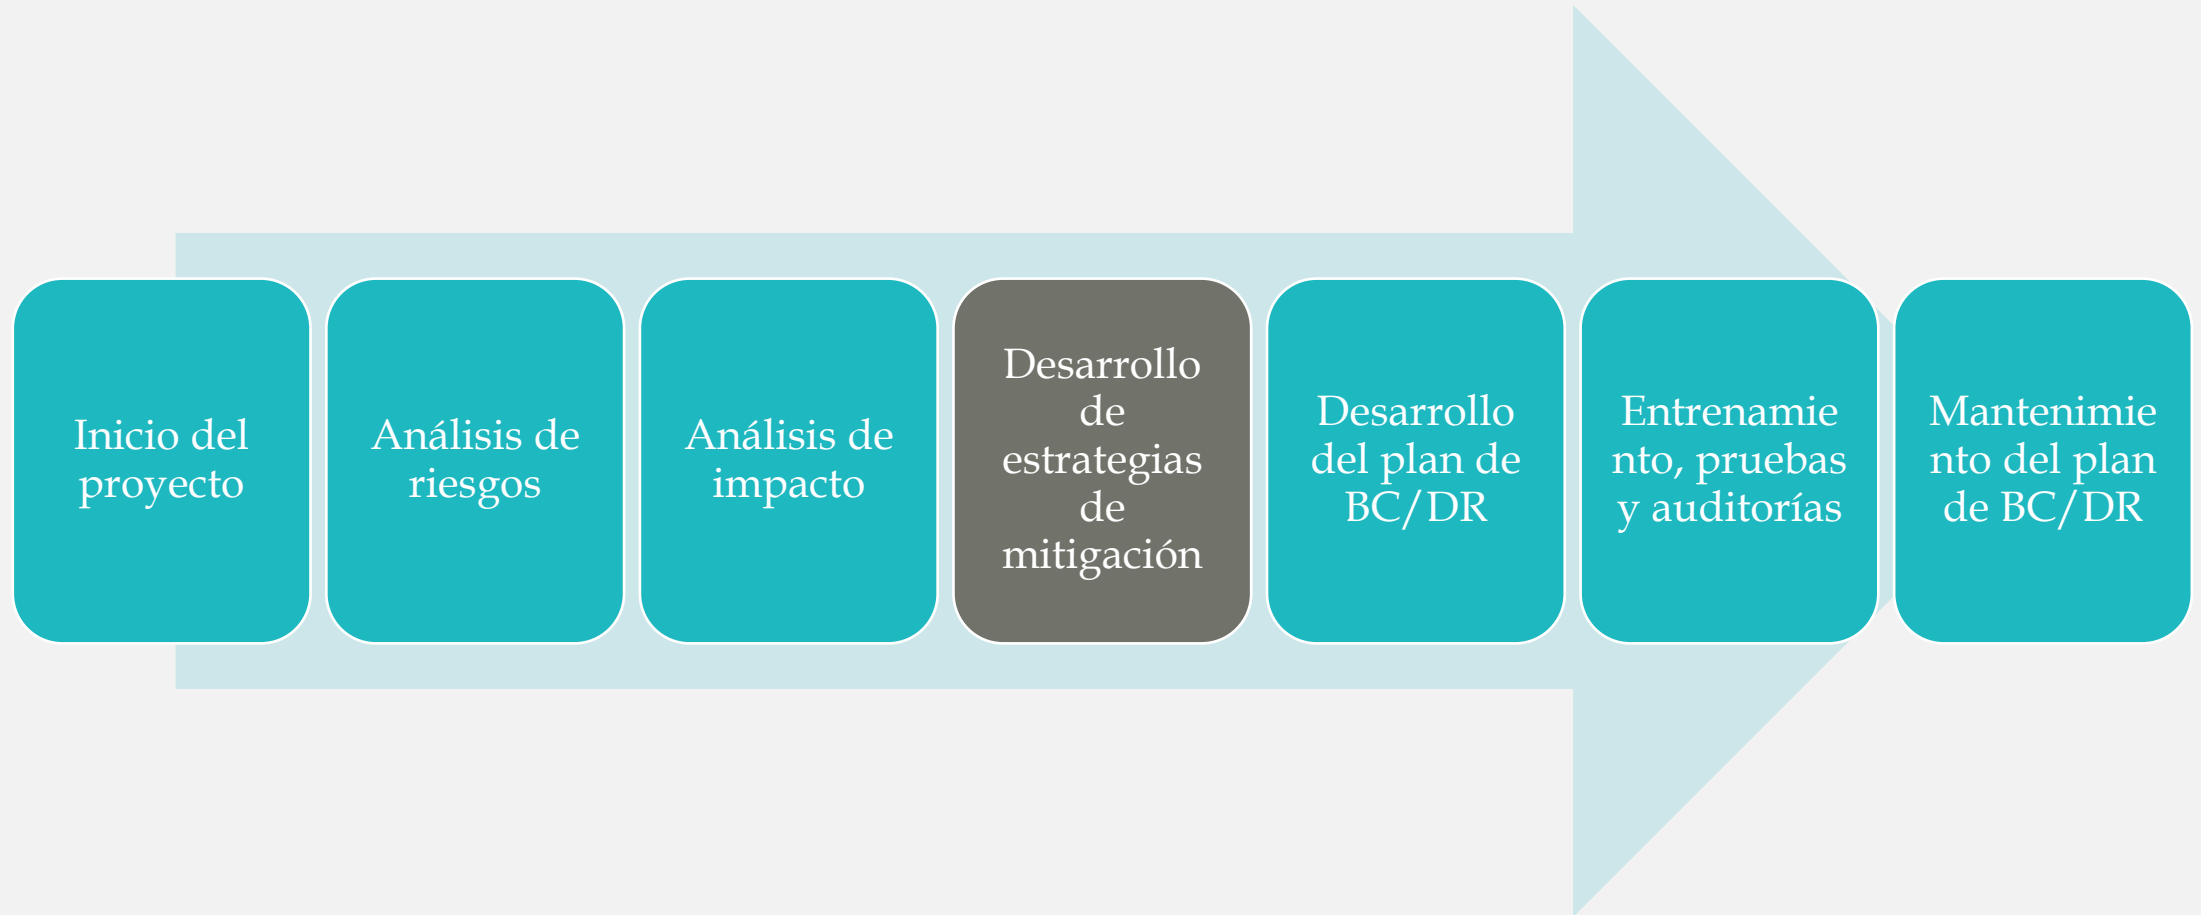 Inicio del
proyecto
Análisis de
riesgos
Análisis de
impacto
Desarrollo
de
estrategias
de
mitigación
Desarrollo
del plan de
BC/DR
Entrenamie
nto, pruebas
y auditorías
Mantenimie
nto del plan
de BC/DR